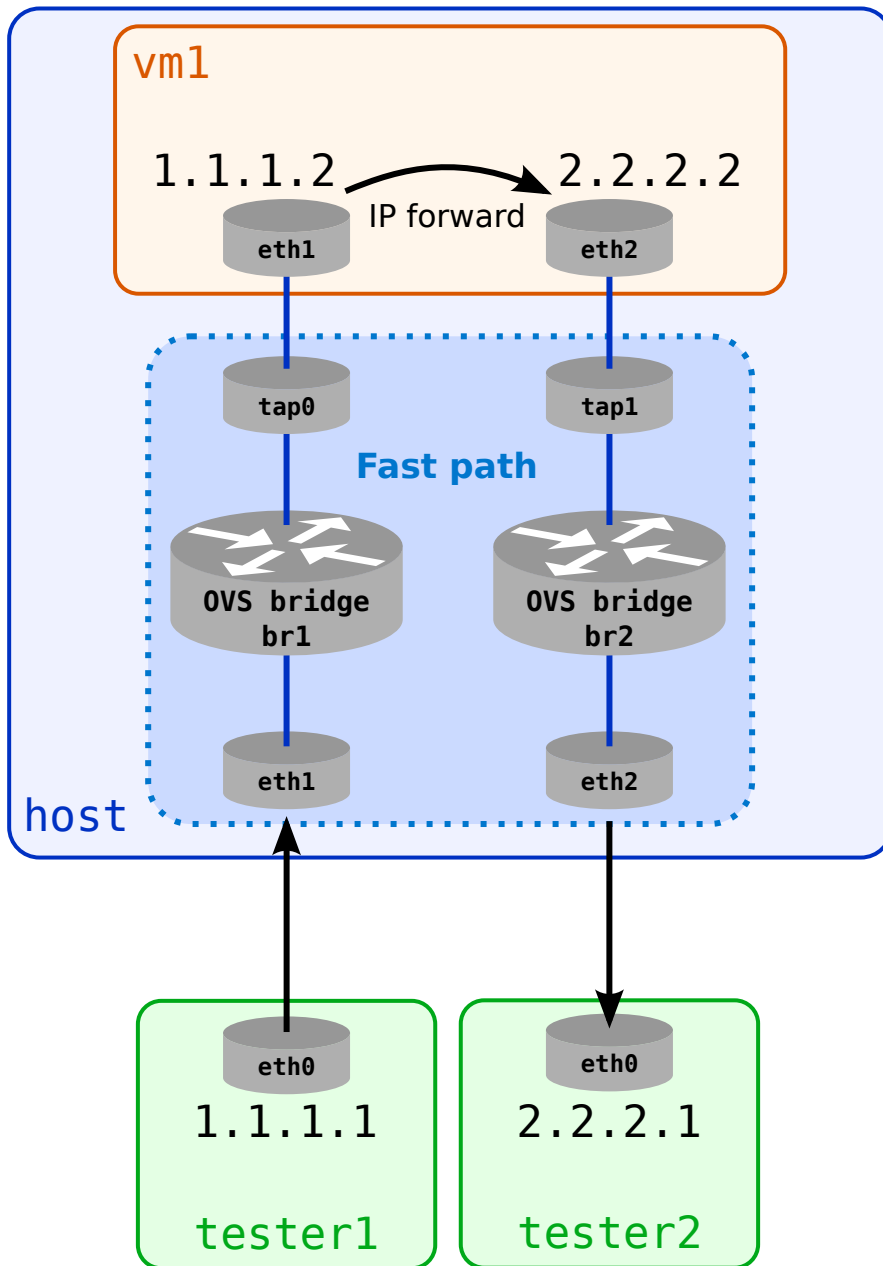 vm1
1.1.1.2
2.2.2.2
IP forward
eth1
eth2
tap0
tap1
Fast path
OVS bridge
br1
OVS bridge
br2
eth1
eth2
host
eth0
eth0
1.1.1.1
2.2.2.1
tester1
tester2